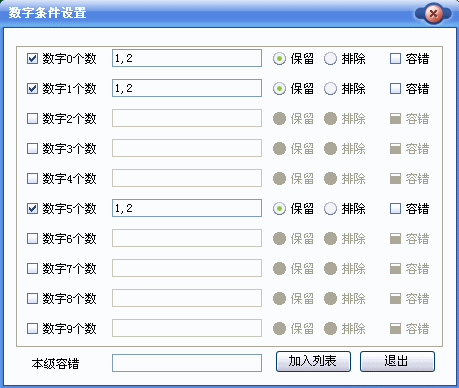 数字条件设置
数字0个数 1,2 保留 排除 容错
数字1个数 1,2 保留 排除 容错
数字2个数 保留 排除 容错
数字3个数 保留 排除 容错
数字4个数 保留 排除 容错
数字5个数 1,2 保留 排除 容错
数字6个数 保留 排除 容错
数字7个数 保留 排除 容错
数字8个数 保留 排除 容错
数字9个数 保留 排除 容错
本级容错 加入列表 退出